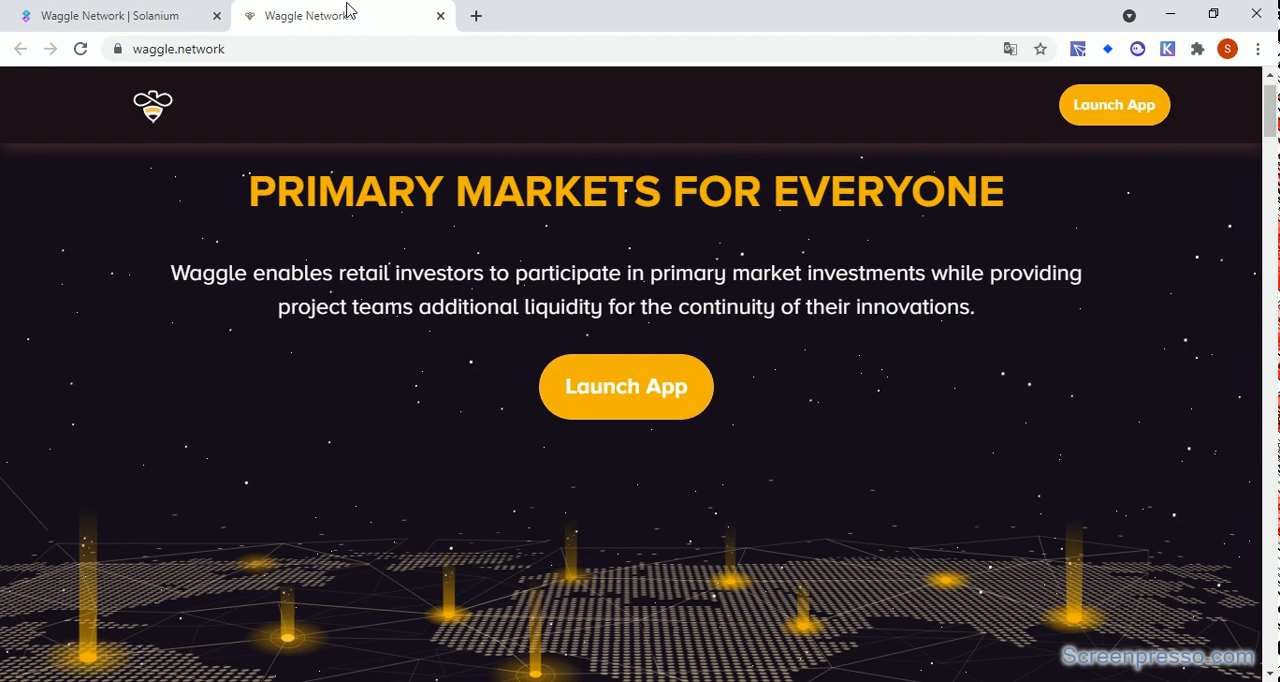 Waggle Network | Solanium
Waggle Network
waggle.network
S
Launch App
PRIMARY MARKETS FOR EVERYONE
Waggle enables retail investors to participate in primary market investments while providing
project teams additional liquidity for the continuity of their innovations.
Launch App
Screenpresso.com